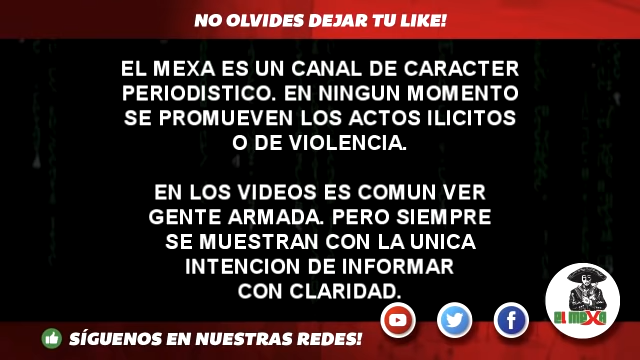 NO OLVIDES DEJAR TU LIKE!
EL MEXA ES UN CANAL DE CARACTER
PERIODISTICO. EN NINGUN MOMENTO
SE PROMUEVEN LOS ACTOS ILICITOS
O DE VIOLENCIA.
EN LOS VIDEOS ES COMUN VER
GENTE ARMADA. PERO SIEMPRE
SE MUESTRAN CON LA UNICA
INTENCION DE INFORMAR
CON CLARIDAD.
EL MEXA
SÍGUENOS EN NUESTRAS REDES!